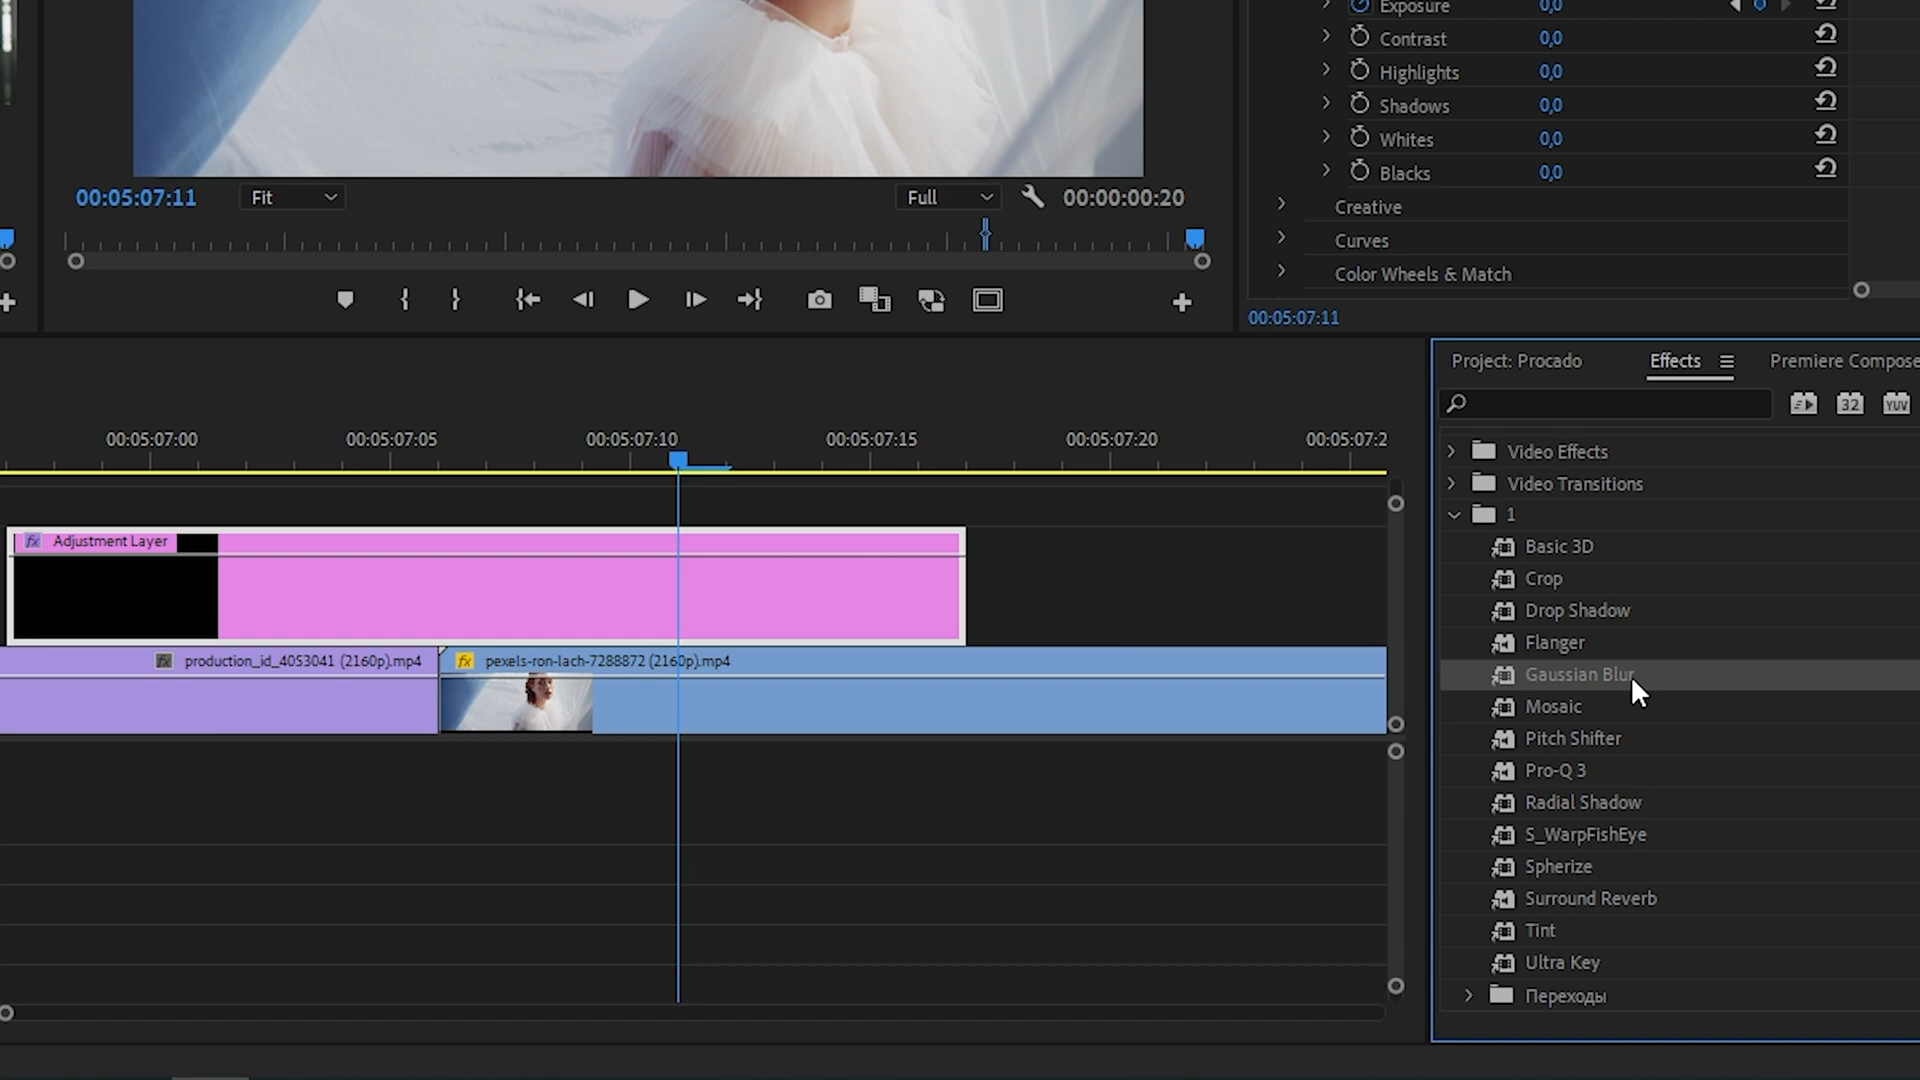 Exposure 0,0
Contrast 0,0
Highlights 0,0
Shadows 0,0
Whites 0,0
Blacks 0,0
Creative
Curves
Color Wheels & Match
00:05:07:11
00:05:07:11 Fit Full 00:00:00:20
Project: Procado Effects Premiere Compose
32 YUV
00:05:07:00 00:05:07:05 00:05:07:10 00:05:07:15 00:05:07:20 00:05:07:2
fx Adjustment Layer
fx production_id_4053041 (2160p).mp4 fx pexels-ron-lach-7288872 (2160p).mp4
Video Effects
Video Transitions
1
Basic 3D
Crop
Drop Shadow
Flanger
Gaussian Blur
Mosaic
Pitch Shifter
Pro-Q 3
Radial Shadow
S_WarpFishEye
Spherize
Surround Reverb
Tint
Ultra Key
Переходы